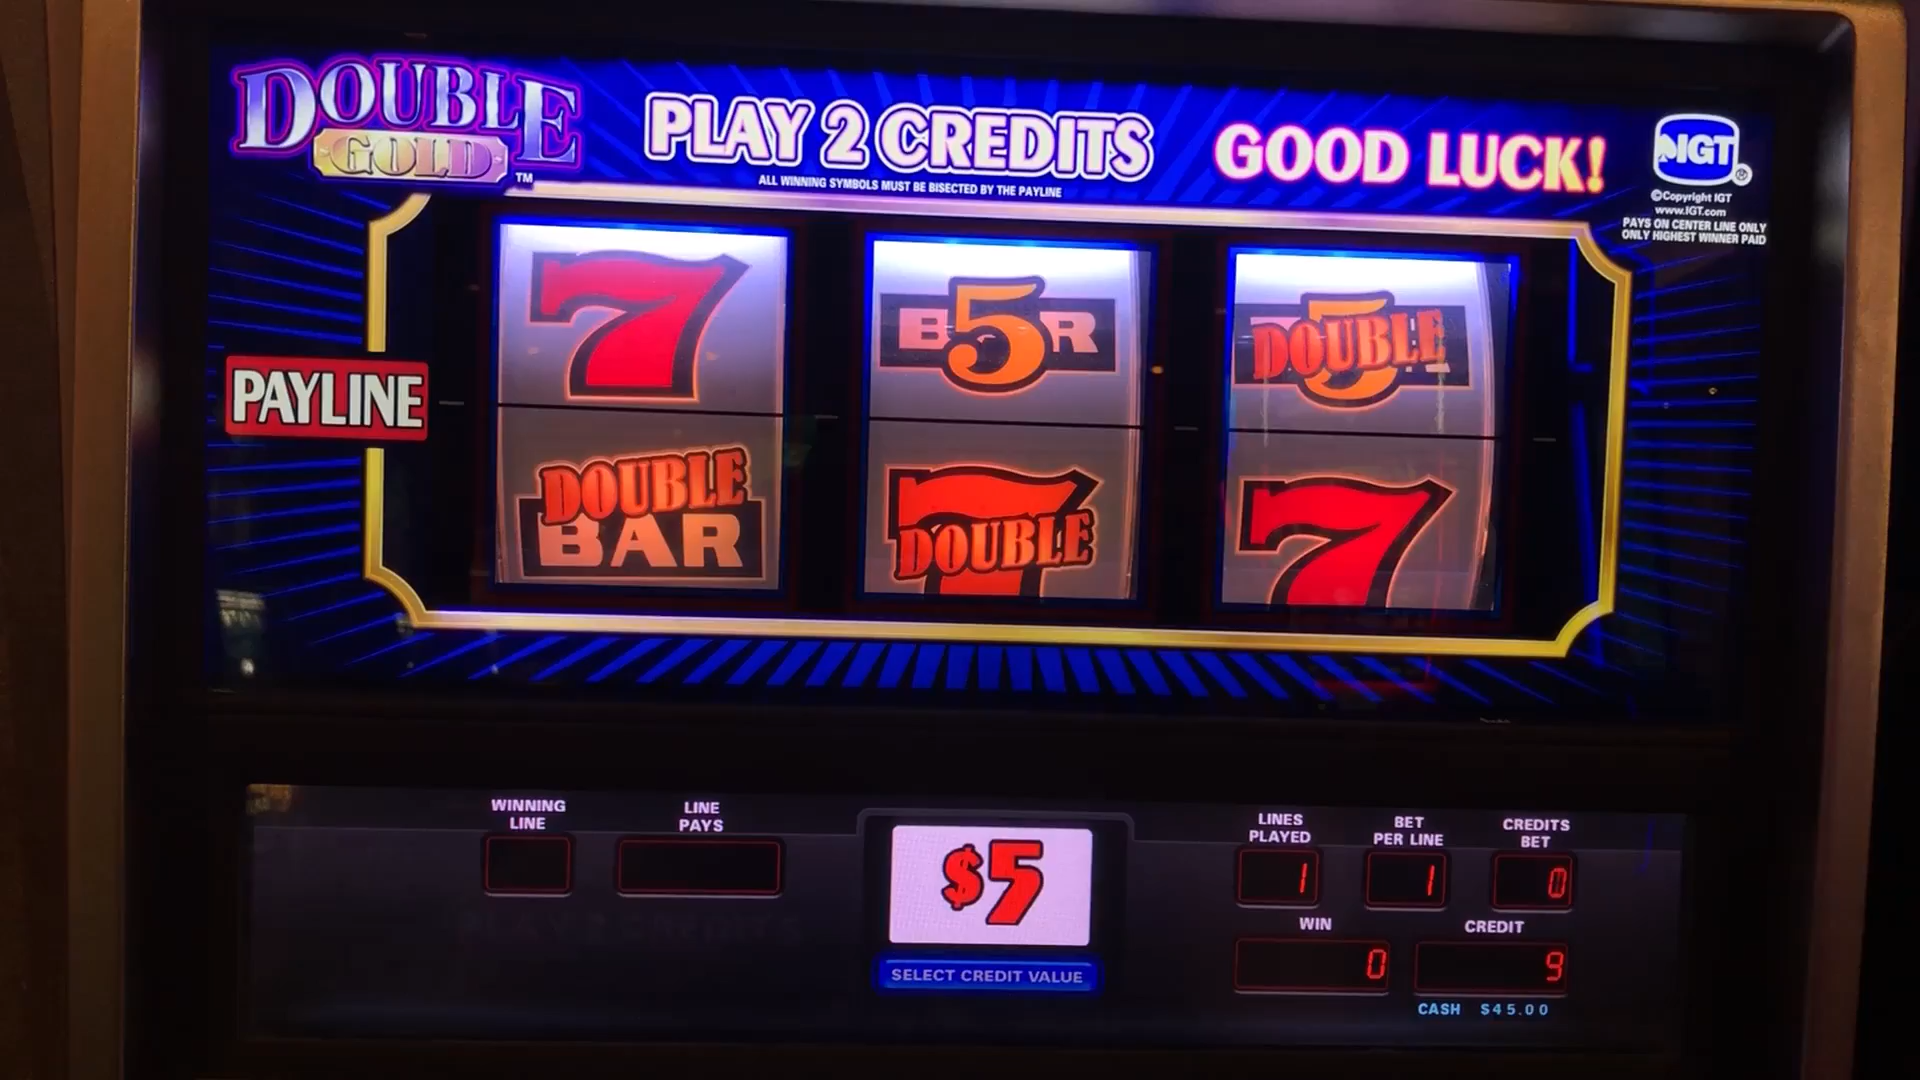 DOUBLE
GOLD™
PLAY 2 CREDITS
ALL WINNING SYMBOLS MUST BE BISECTED BY THE PAYLINE
GOOD LUCK!
IGT®
©Copyright IGT
www.IGT.com
PAYS ON CENTER LINE ONLY
ONLY HIGHEST WINNER PAID
7
B5R
5 DOUBLE
PAYLINE
DOUBLE
BAR
7 DOUBLE
7
WINNING
LINE
LINE
PAYS
$5
SELECT CREDIT VALUE
LINES
PLAYED
1
BET
PER LINE
1
CREDITS
BET
0
WIN
0
CREDIT
9
CASH $45.00